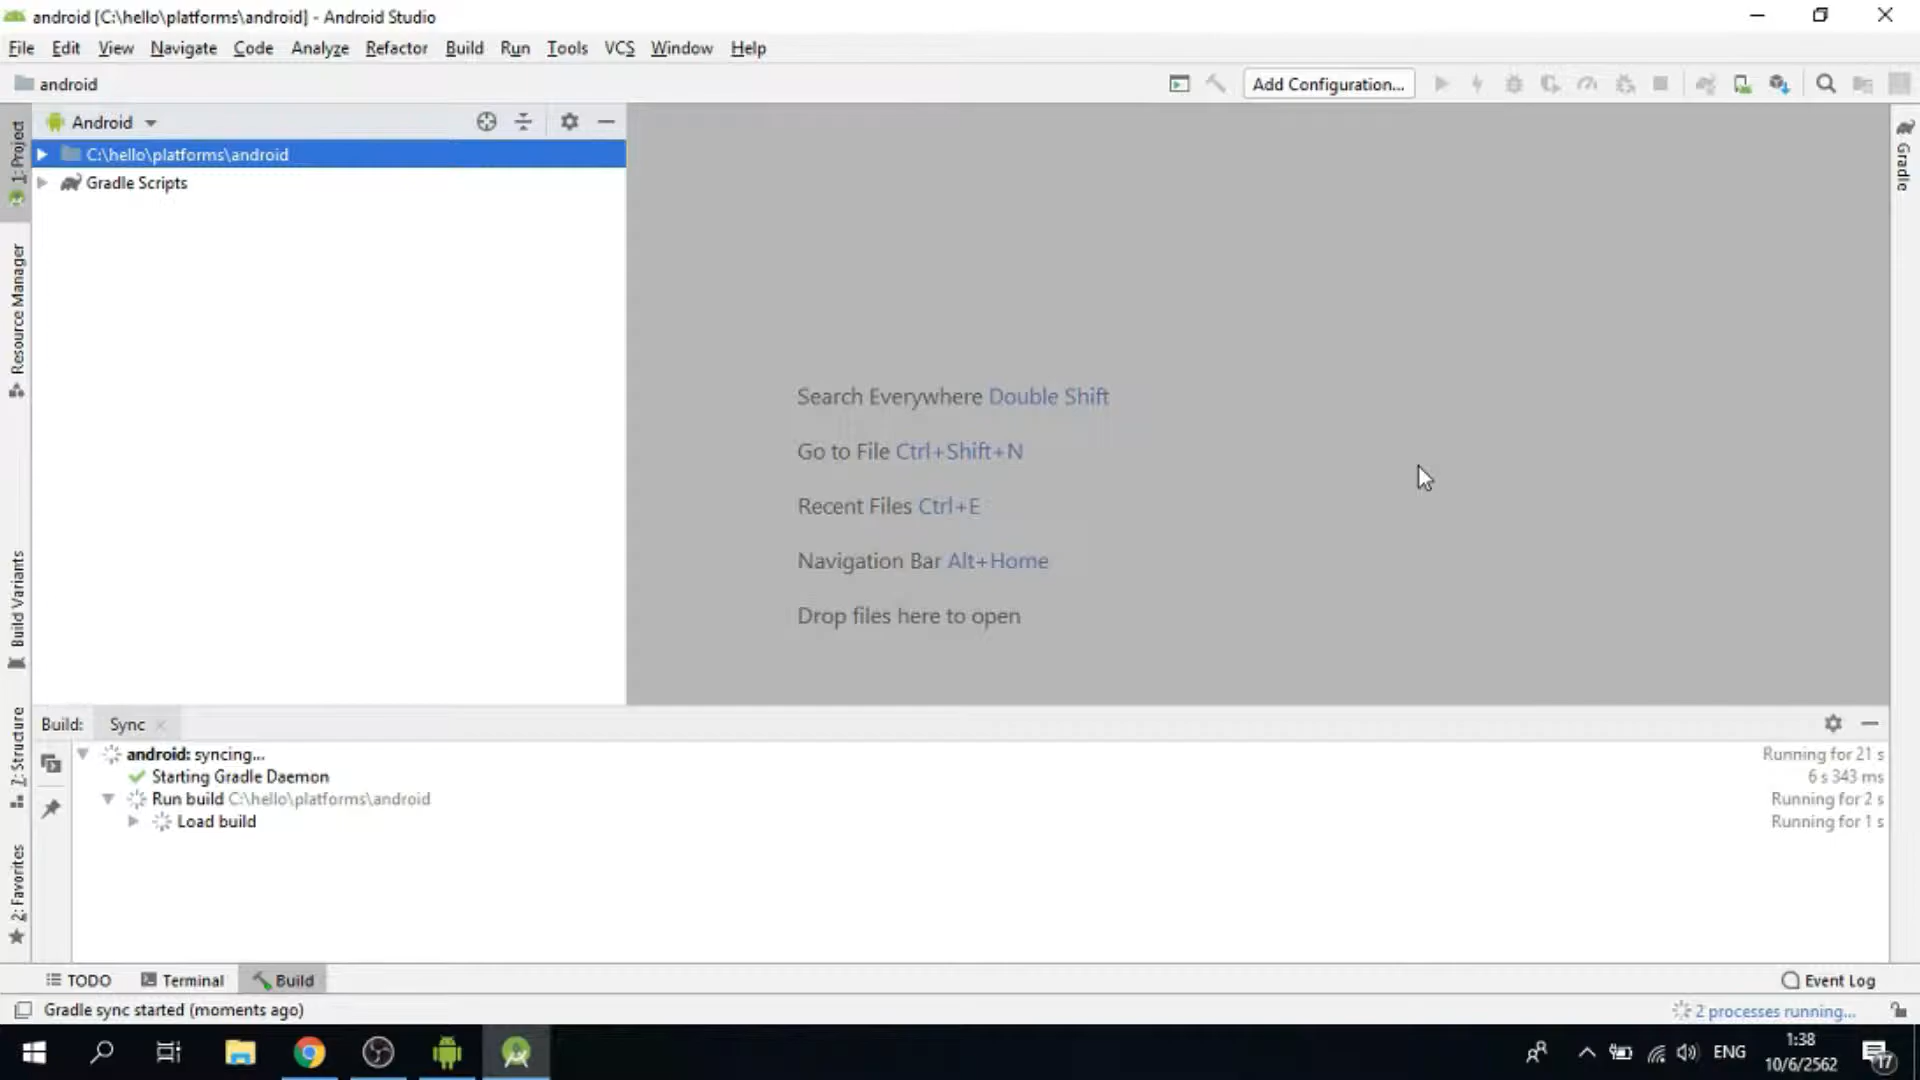 android [C:\hello\platforms\android] - Android Studio
File Edit View Navigate Code Analyze Refactor Build Run Tools VCS Window Help
android
Add Configuration...
Android
C:\hello\platforms\android
Gradle Scripts
1: Project
Resource Manager
Build Variants
7: Structure
2: Favorites
Gradle
Search Everywhere Double Shift
Go to File Ctrl+Shift+N
Recent Files Ctrl+E
Navigation Bar Alt+Home
Drop files here to open
Build: Sync
android: syncing... Running for 21 s
Starting Gradle Daemon 6 s 343 ms
Run build C:\hello\platforms\android Running for 2 s
Load build Running for 1 s
TODO Terminal Build Event Log
Gradle sync started (moments ago) 2 processes running...
ENG
1:38
10/6/2562
17